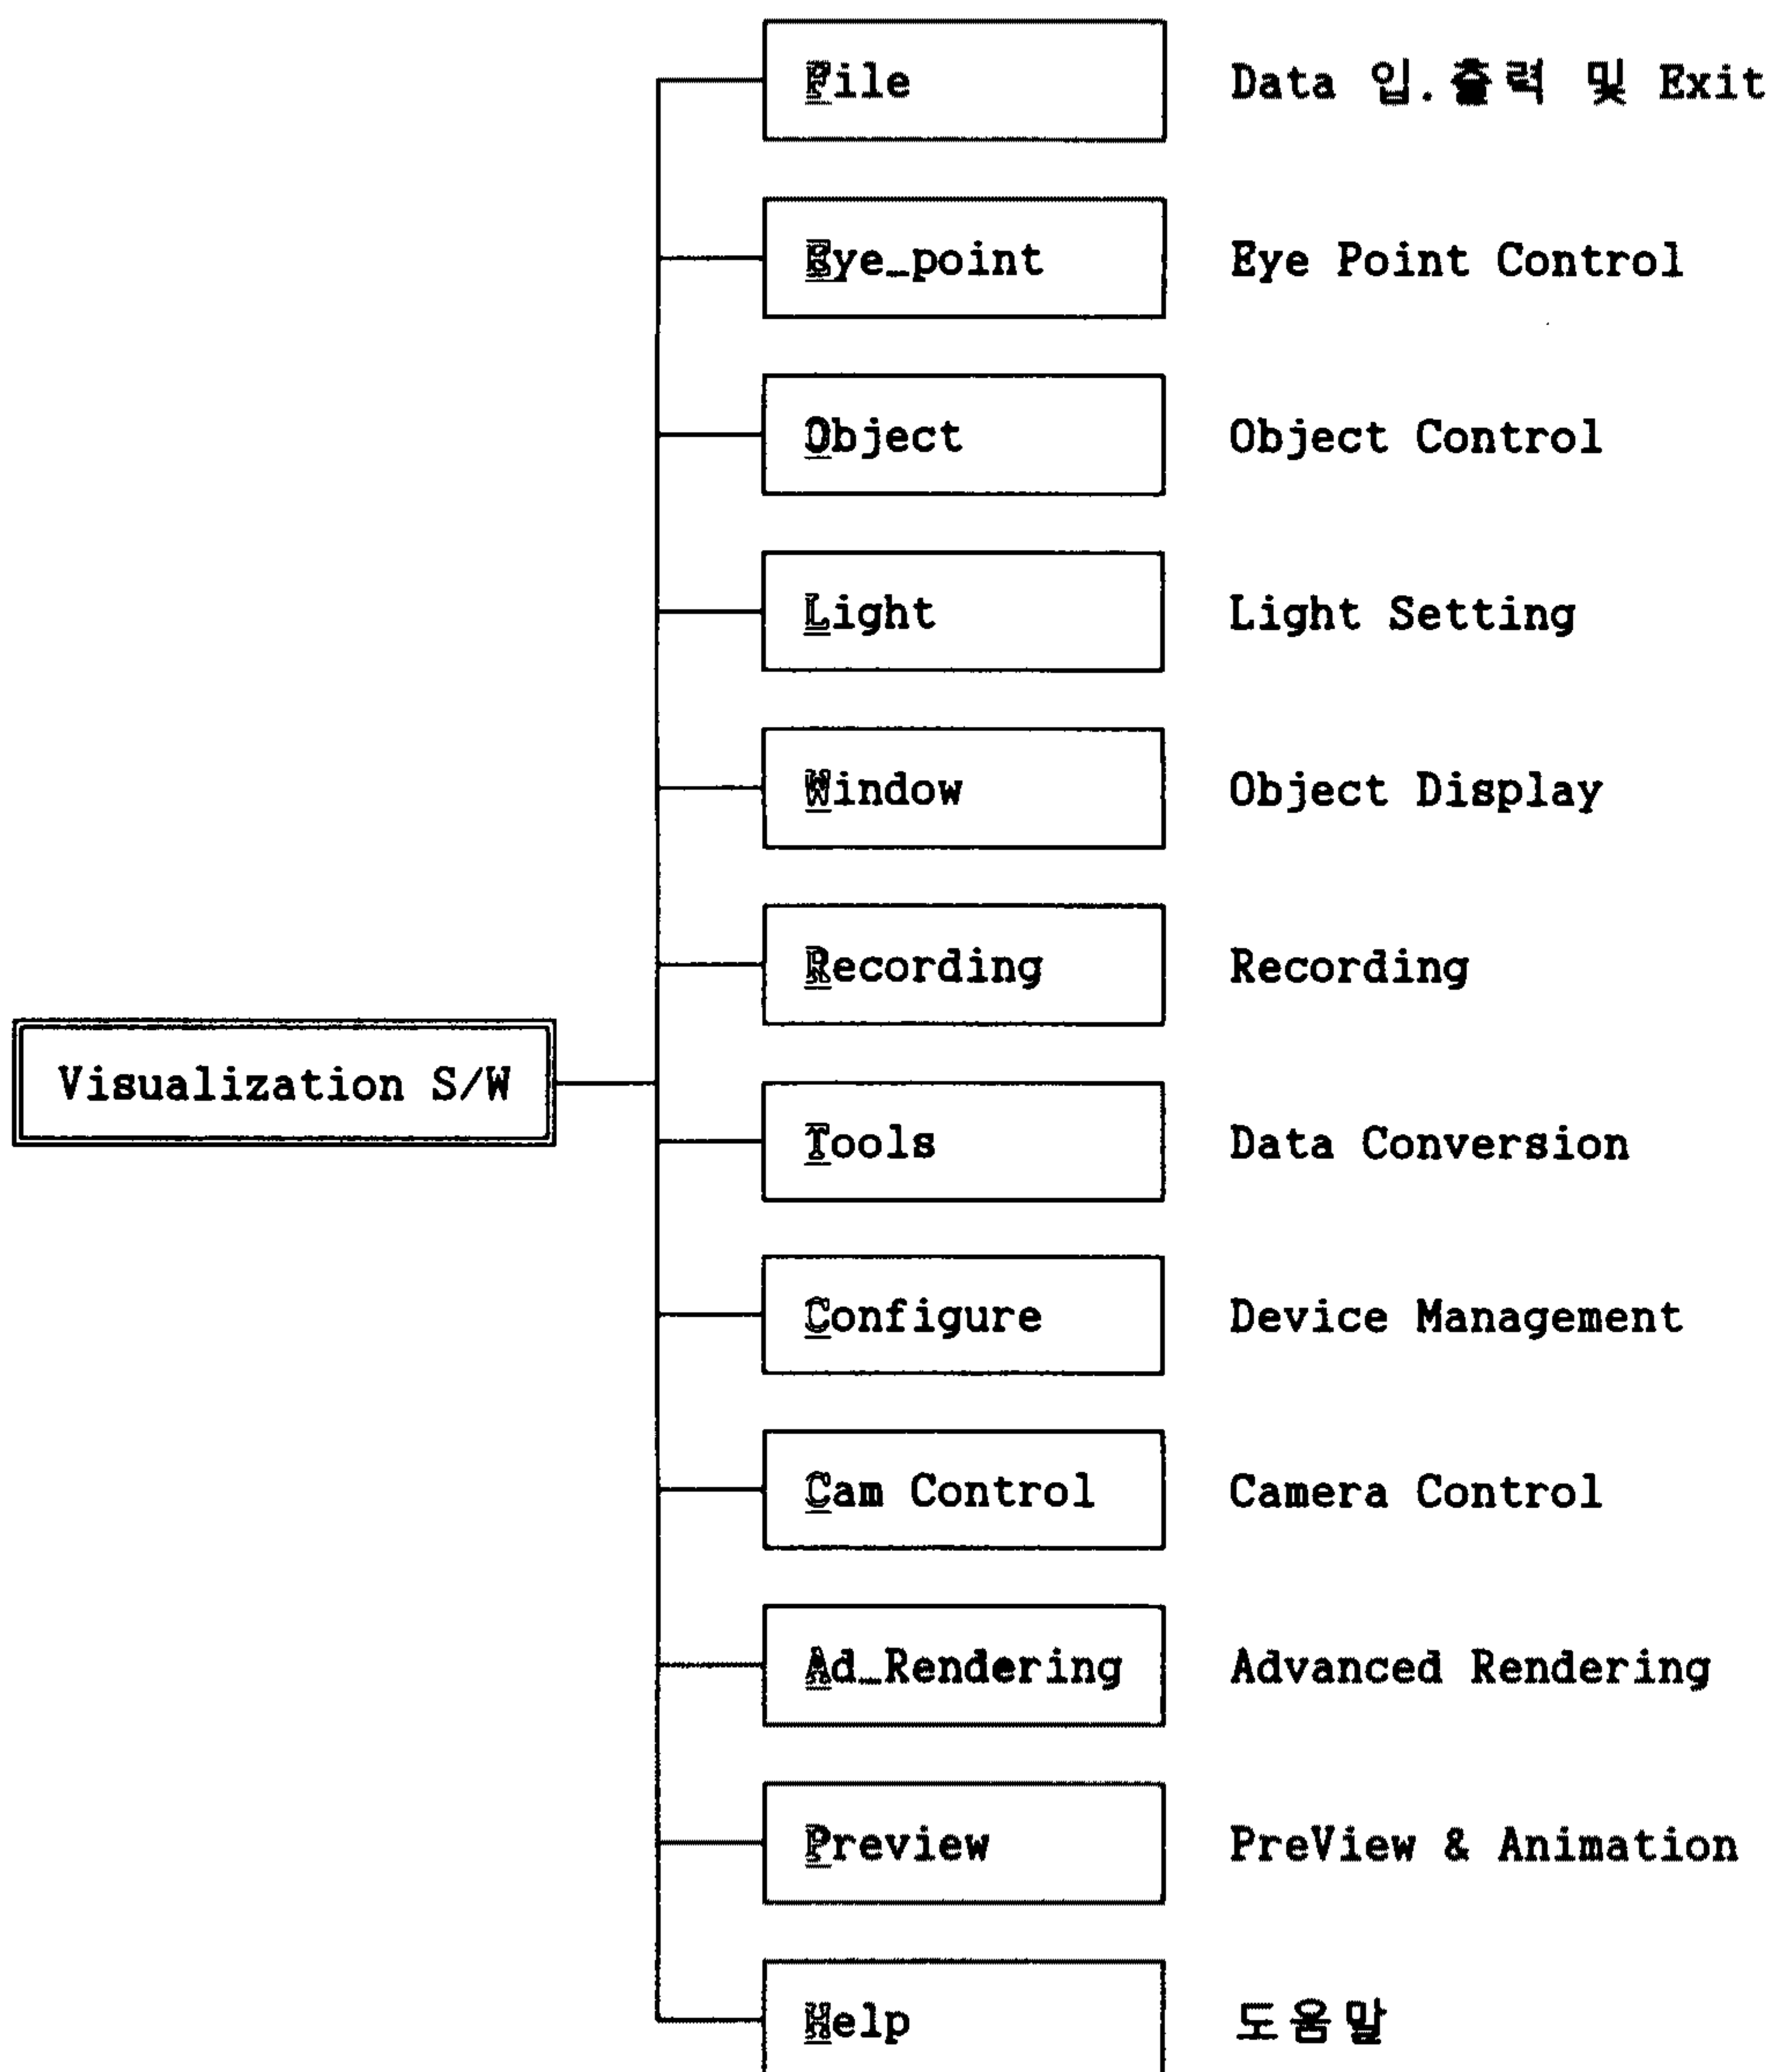 File Data 입.출력 및 Exit
Eye_point Eye Point Control
Object Object Control
Light Light Setting
Window Object Display
Recording Recording
Visualization S/W
Tools Data Conversion
Configure Device Management
Cam Control Camera Control
Ad_Rendering Advanced Rendering
Preview PreView & Animation
Help 도움말